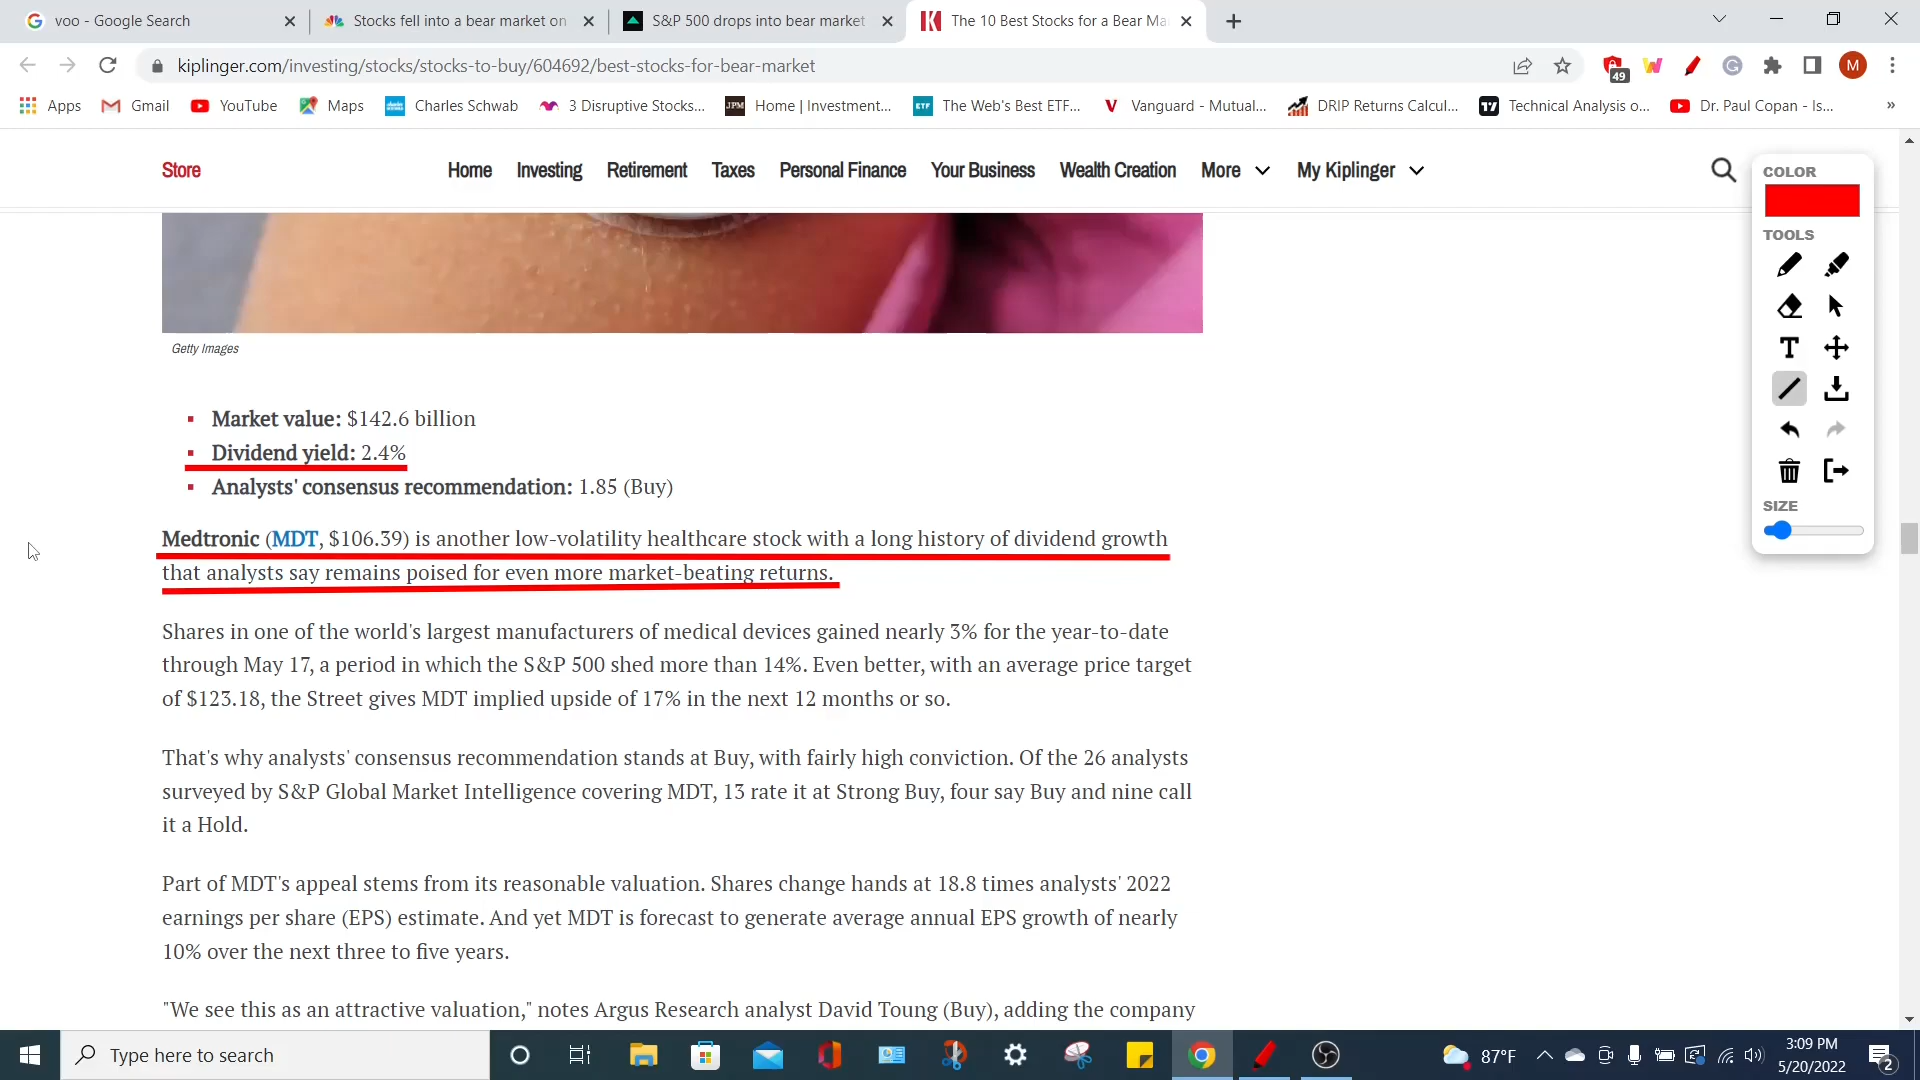 voo - Google Search
Stocks fell into a bear market on
S&P 500 drops into bear market
The 10 Best Stocks for a Bear Ma
kiplinger.com/investing/stocks/stocks-to-buy/604692/best-stocks-for-bear-market
49
M
Apps
Gmail
YouTube
Maps
Charles Schwab
3 Disruptive Stocks...
JPM
Home | Investment...
ETF
The Web's Best ETF...
V
Vanguard - Mutual...
DRIP Returns Calcul...
Technical Analysis o...
Dr. Paul Copan - Is...
»
Store
Home
Investing
Retirement
Taxes
Personal Finance
Your Business
Wealth Creation
More
My Kiplinger
COLOR
TOOLS
SIZE
Getty Images
Market value: $142.6 billion
Dividend yield: 2.4%
Analysts' consensus recommendation: 1.85 (Buy)
Medtronic (MDT, $106.39) is another low-volatility healthcare stock with a long history of dividend growth
that analysts say remains poised for even more market-beating returns.
Shares in one of the world's largest manufacturers of medical devices gained nearly 3% for the year-to-date
through May 17, a period in which the S&P 500 shed more than 14%. Even better, with an average price target
of $123.18, the Street gives MDT implied upside of 17% in the next 12 months or so.
That's why analysts' consensus recommendation stands at Buy, with fairly high conviction. Of the 26 analysts
surveyed by S&P Global Market Intelligence covering MDT, 13 rate it at Strong Buy, four say Buy and nine call
it a Hold.
Part of MDT's appeal stems from its reasonable valuation. Shares change hands at 18.8 times analysts' 2022
earnings per share (EPS) estimate. And yet MDT is forecast to generate average annual EPS growth of nearly
10% over the next three to five years.
"We see this as an attractive valuation," notes Argus Research analyst David Toung (Buy), adding the company
Type here to search
87°F
3:09 PM
5/20/2022
2